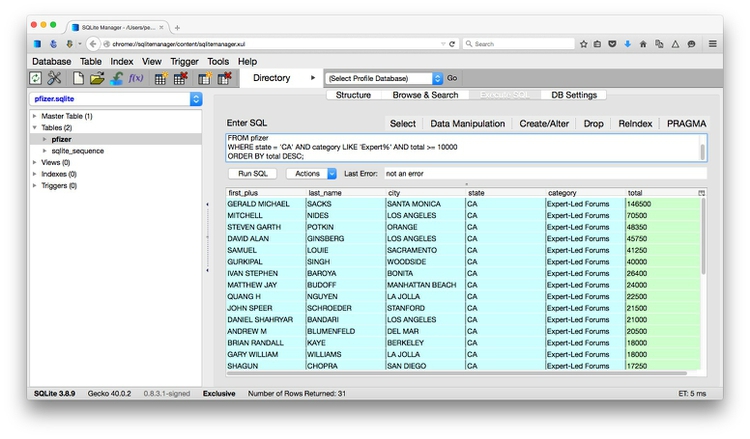 SQLite Manager - /Users/pe...
chrome://sqlitemanager/content/sqlitemanager.xul
Search
Database Table Index View Trigger Tools Help
f(x) Directory (Select Profile Database) Go
pfizer.sqlite
Structure Browse & Search Execute SQL DB Settings
Master Table (1)
Tables (2)
pfizer
sqlite_sequence
Views (0)
Indexes (0)
Triggers (0)
Enter SQL Select Data Manipulation Create/Alter Drop ReIndex PRAGMA
FROM pfizer
WHERE state = 'CA' AND category LIKE 'Expert%' AND total >= 10000
ORDER BY total DESC;
Run SQL Actions Last Error: not an error
first_plus last_name city state category total
GERALD MICHAEL SACKS SANTA MONICA CA Expert-Led Forums 146500
MITCHELL NIDES LOS ANGELES CA Expert-Led Forums 70500
STEVEN GARTH POTKIN ORANGE CA Expert-Led Forums 48350
DAVID ALAN GINSBERG LOS ANGELES CA Expert-Led Forums 45750
SAMUEL LOUIE SACRAMENTO CA Expert-Led Forums 41250
GURKIPAL SINGH WOODSIDE CA Expert-Led Forums 40000
IVAN STEPHEN BAROYA BONITA CA Expert-Led Forums 26400
MATTHEW JAY BUDOFF MANHATTAN BEACH CA Expert-Led Forums 24000
QUANG H NGUYEN LA JOLLA CA Expert-Led Forums 22500
JOHN SPEER SCHROEDER STANFORD CA Expert-Led Forums 21500
DANIEL SHAHRYAR BANDARI LOS ANGELES CA Expert-Led Forums 21000
ANDREW M BLUMENFELD DEL MAR CA Expert-Led Forums 20500
BRIAN RANDALL KAYE BERKELEY CA Expert-Led Forums 18000
GARY WILLIAM WILLIAMS LA JOLLA CA Expert-Led Forums 18000
SHAGUN CHOPRA SAN DIEGO CA Expert-Led Forums 17250
SQLite 3.8.9 Gecko 40.0.2 0.8.3.1-signed Exclusive Number of Rows Returned: 31 ET: 5 ms